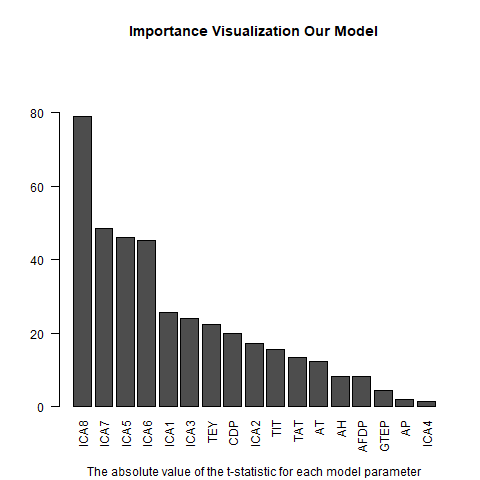 Importance Visualization Our Model
80
60
40
20
0
ICA8
ICA7
ICA5
ICA6
ICA1
ICA3
TEY
CDP
ICA2
TIT
TAT
AT
AH
AFDP
GTEP
AP
ICA4
The absolute value of the t-statistic for each model parameter